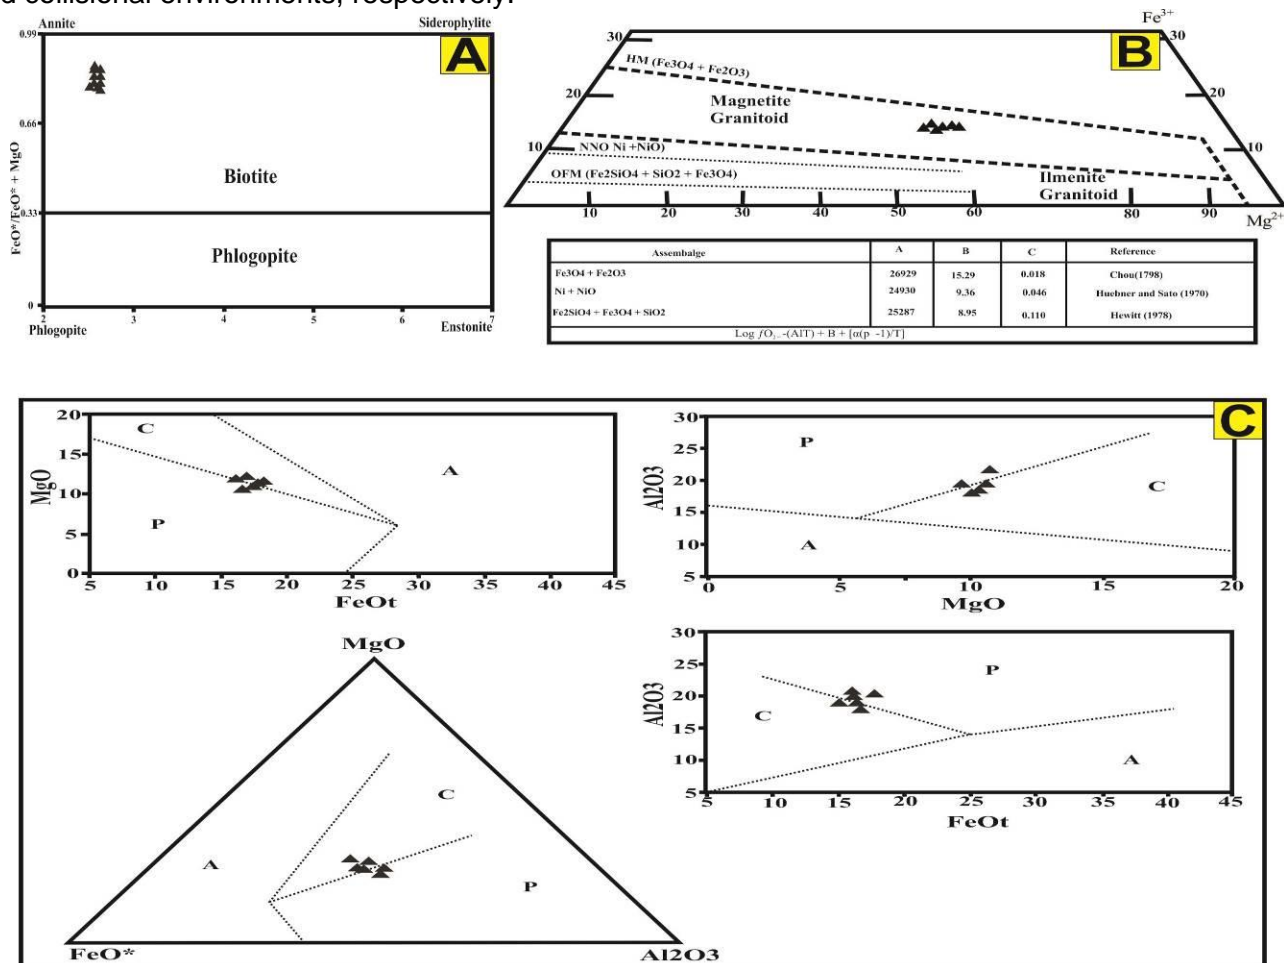 d collisional environments, respectively.
Annite Siderophylite
A
0.99
0.66
0.33
0
FeO*/FeO* + MgO
Biotite
Phlogopite
2 3 4 5 6 7
Phlogopite Enstonite
B
Fe3+
30 30
HM (Fe3O4 + Fe2O3)
20 20
Magnetite
Granitoid
10 10
NNO Ni +NiO)
OFM (Fe2SiO4 + SiO2 + Fe3O4)
Ilmenite
Granitoid
10 20 30 40 50 60 80 90
Mg2+
Assembalge A B C Reference
Fe3O4 + Fe2O3 26929 15.29 0.018 Chou(1798)
Ni + NiO 24930 9.36 0.046 Huebner and Sato (1970)
Fe2SiO4 + Fe3O4 + SiO2 25287 8.95 0.110 Hewitt (1978)
Log fO2--(AlT) + B + [α(p -1)/T]
C
20
15
10
5
0
MgO
C
A
P
5 10 15 20 25 30 35 40 45
FeOt
30
25
20
15
10
5
Al2O3
P
C
A
0 5 15 20
MgO
MgO
C
A
P
FeO* Al2O3
30
25
20
15
10
5
Al2O3
P
C
A
5 10 15 20 25 30 35 40 45
FeOt